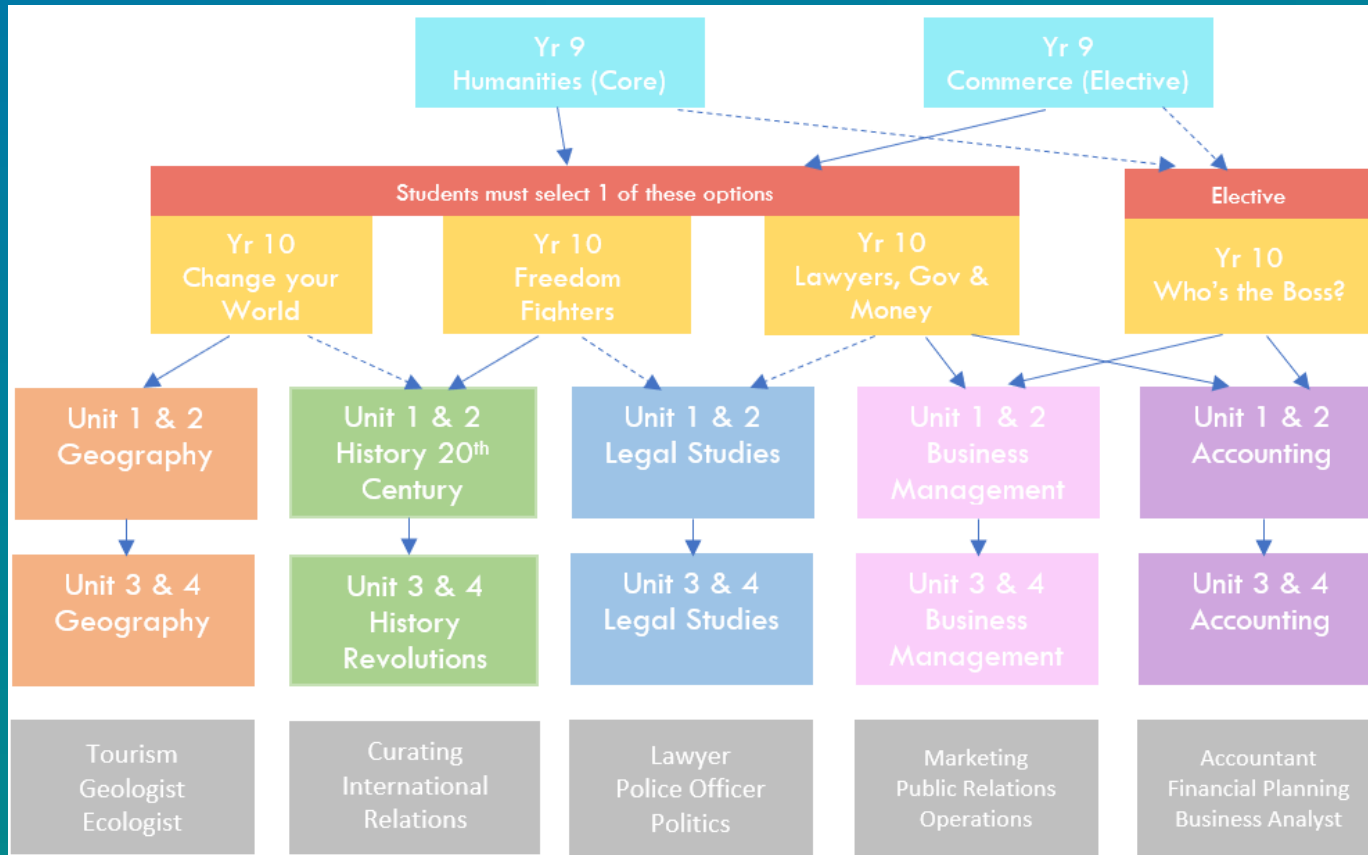 Yr 9
Humanities (Core)
Yr 9
Commerce (Elective)
Students must select 1 of these options
Elective
Yr 10
Change your
World
Yr 10
Freedom
Fighters
Yr 10
Lawyers, Gov &
Money
Yr 10
Who's the Boss?
Unit 1 & 2
Geography
Unit 1 & 2
History 20th
Century
Unit 1 & 2
Legal Studies
Unit 1 & 2
Business
Management
Unit 1 & 2
Accounting
Unit 3 & 4
Geography
Unit 3 & 4
History
Revolutions
Unit 3 & 4
Legal Studies
Unit 3 & 4
Business
Management
Unit 3 & 4
Accounting
Tourism
Geologist
Ecologist
Curating
International
Relations
Lawyer
Police Officer
Politics
Marketing
Public Relations
Operations
Accountant
Financial Planning
Business Analyst